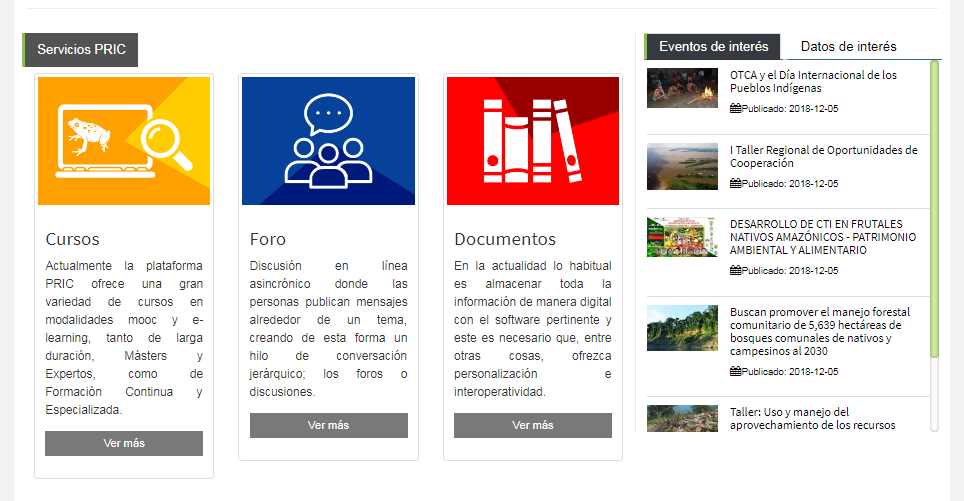 Servicios PRIC
Cursos
Actualmente la plataforma
PRIC ofrece una gran
variedad de cursos en
modalidades mooc y e-
learning, tanto de larga
duración, Másters y
Expertos, como de
Formación Continua y
Especializada.
Ver más
Foro
Discusión en línea
asincrónico donde las
personas publican mensajes
alrededor de un tema,
creando de esta forma un
hilo de conversación
jerárquico; los foros o
discusiones.
Ver más
Documentos
En la actualidad lo habitual
es almacenar toda la
información de manera digital
con el software pertinente y
este es necesario que, entre
otras cosas, ofrezca
personalización e
interoperatividad.
Ver más
Eventos de interés
Datos de interés
OTCA y el Día Internacional de los
Pueblos Indígenas
Publicado: 2018-12-05
I Taller Regional de Oportunidades de
Cooperación
Publicado: 2018-12-05
DESARROLLO DE CTI EN FRUTALES
NATIVOS AMAZÓNICOS - PATRIMONIO
AMBIENTAL Y ALIMENTARIO
Publicado: 2018-12-05
Buscan promover el manejo forestal
comunitario de 5,639 hectáreas de
bosques comunales de nativos y
campesinos al 2030
Publicado: 2018-12-05
Taller: Uso y manejo del
aprovechamiento de los recursos